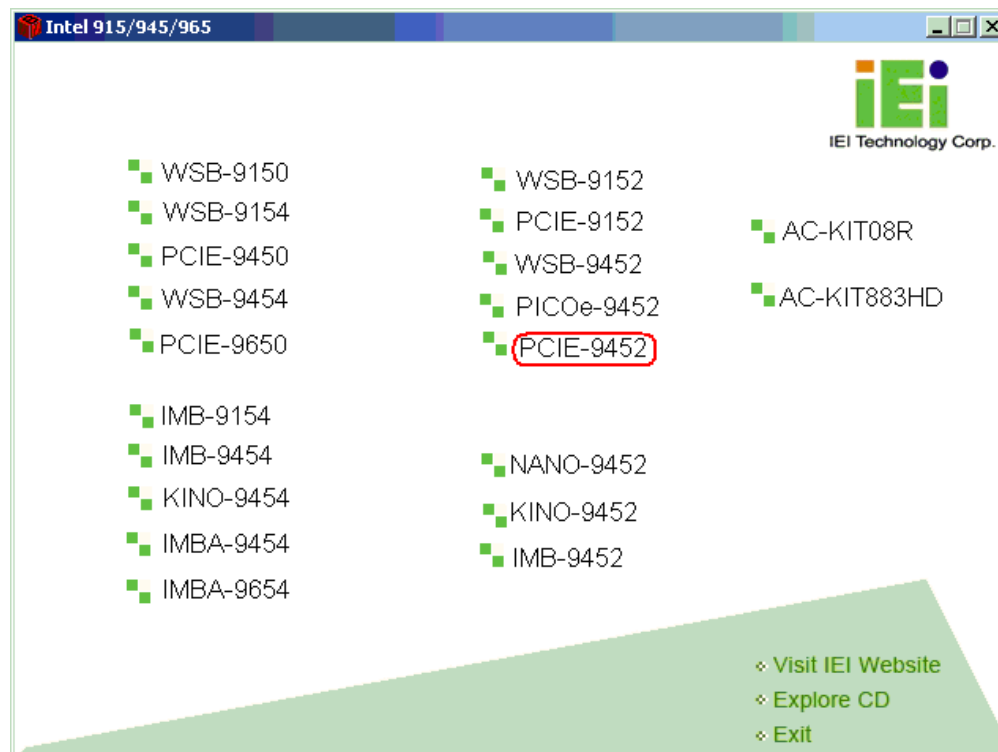 Intel 915/945/965
iEi
IEI Technology Corp.
WSB-9150
WSB-9154
PCIE-9450
WSB-9454
PCIE-9650
IMB-9154
IMB-9454
KINO-9454
IMBA-9454
IMBA-9654
WSB-9152
PCIE-9152
WSB-9452
PICOe-9452
PCIE-9452
NANO-9452
KINO-9452
IMB-9452
AC-KIT08R
AC-KIT883HD
Visit IEI Website
Explore CD
Exit